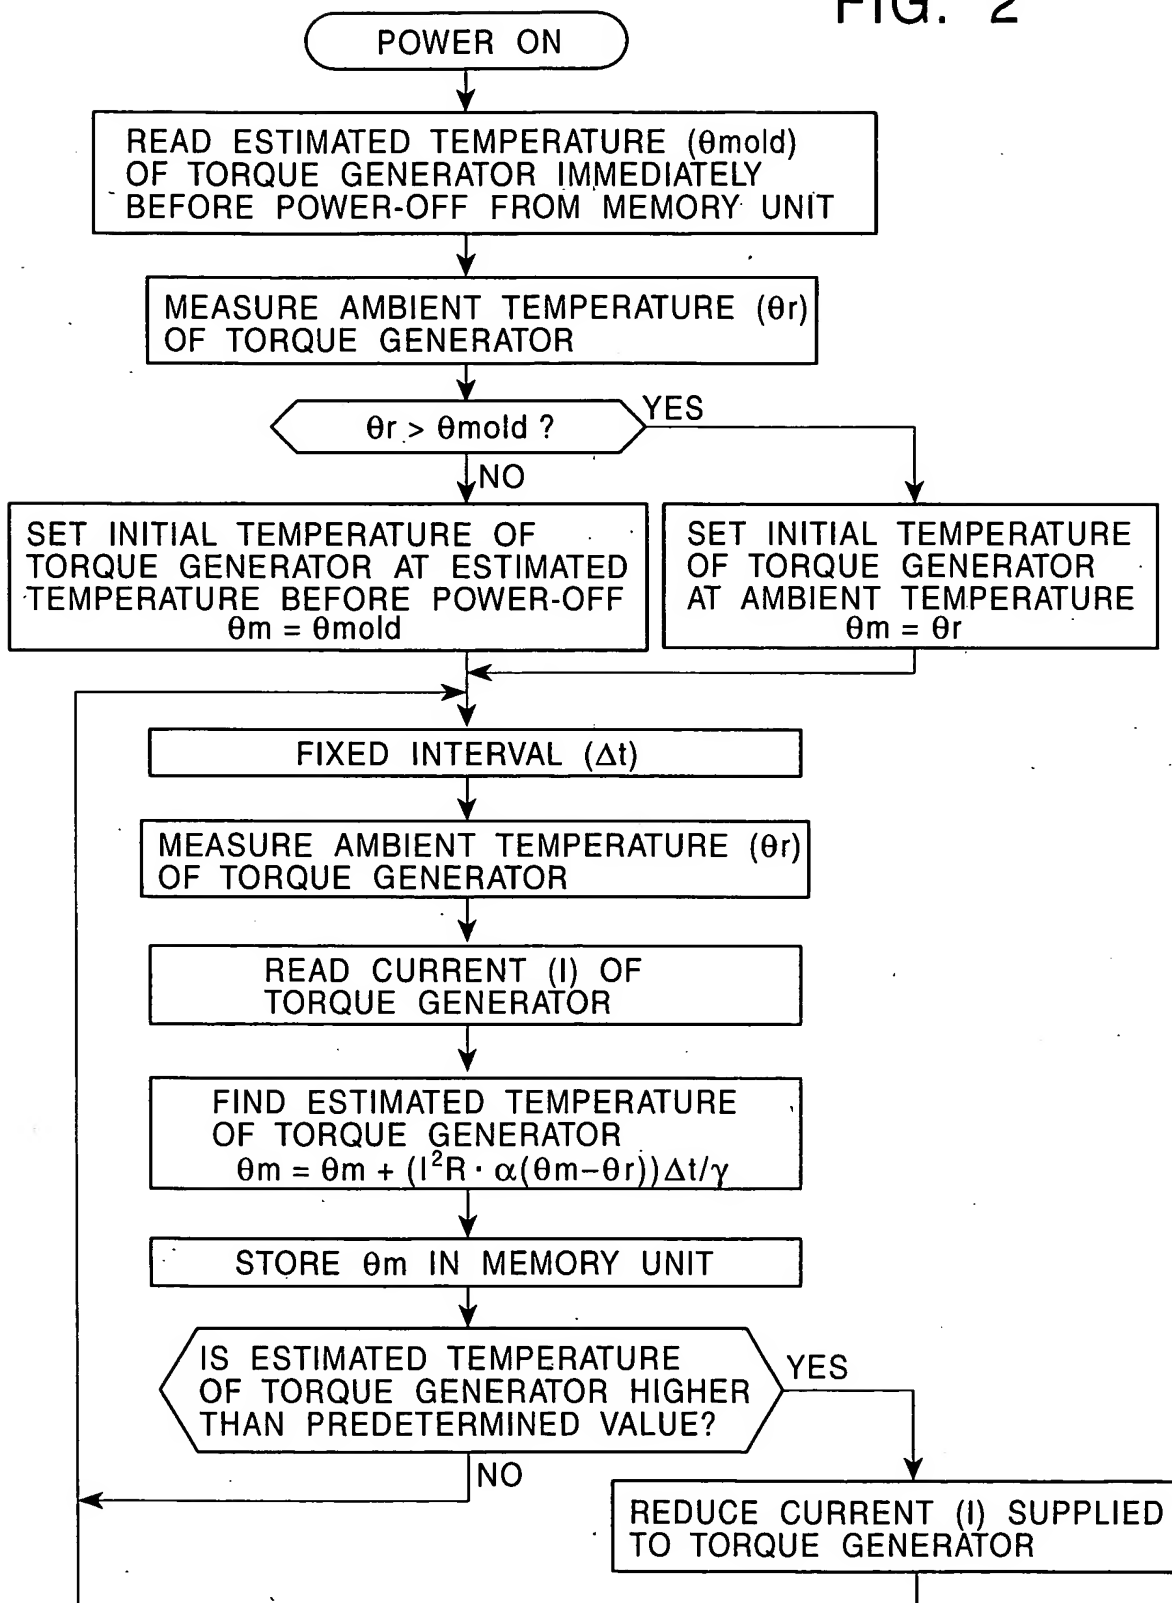 FIG. 2
POWER ON
READ ESTIMATED TEMPERATURE (θmold)
OF TORQUE GENERATOR IMMEDIATELY
BEFORE POWER-OFF FROM MEMORY UNIT
MEASURE AMBIENT TEMPERATURE (θr)
OF TORQUE GENERATOR
θr > θmold ?
YES
NO
SET INITIAL TEMPERATURE OF
TORQUE GENERATOR AT ESTIMATED
TEMPERATURE BEFORE POWER-OFF
θm = θmold
SET INITIAL TEMPERATURE
OF TORQUE GENERATOR
AT AMBIENT TEMPERATURE
θm = θr
FIXED INTERVAL (Δt)
MEASURE AMBIENT TEMPERATURE (θr)
OF TORQUE GENERATOR
READ CURRENT (I) OF
TORQUE GENERATOR
FIND ESTIMATED TEMPERATURE
OF TORQUE GENERATOR
θm = θm + (I²R · α(θm−θr))Δt/γ
STORE θm IN MEMORY UNIT
IS ESTIMATED TEMPERATURE
OF TORQUE GENERATOR HIGHER
THAN PREDETERMINED VALUE?
YES
NO
REDUCE CURRENT (I) SUPPLIED
TO TORQUE GENERATOR